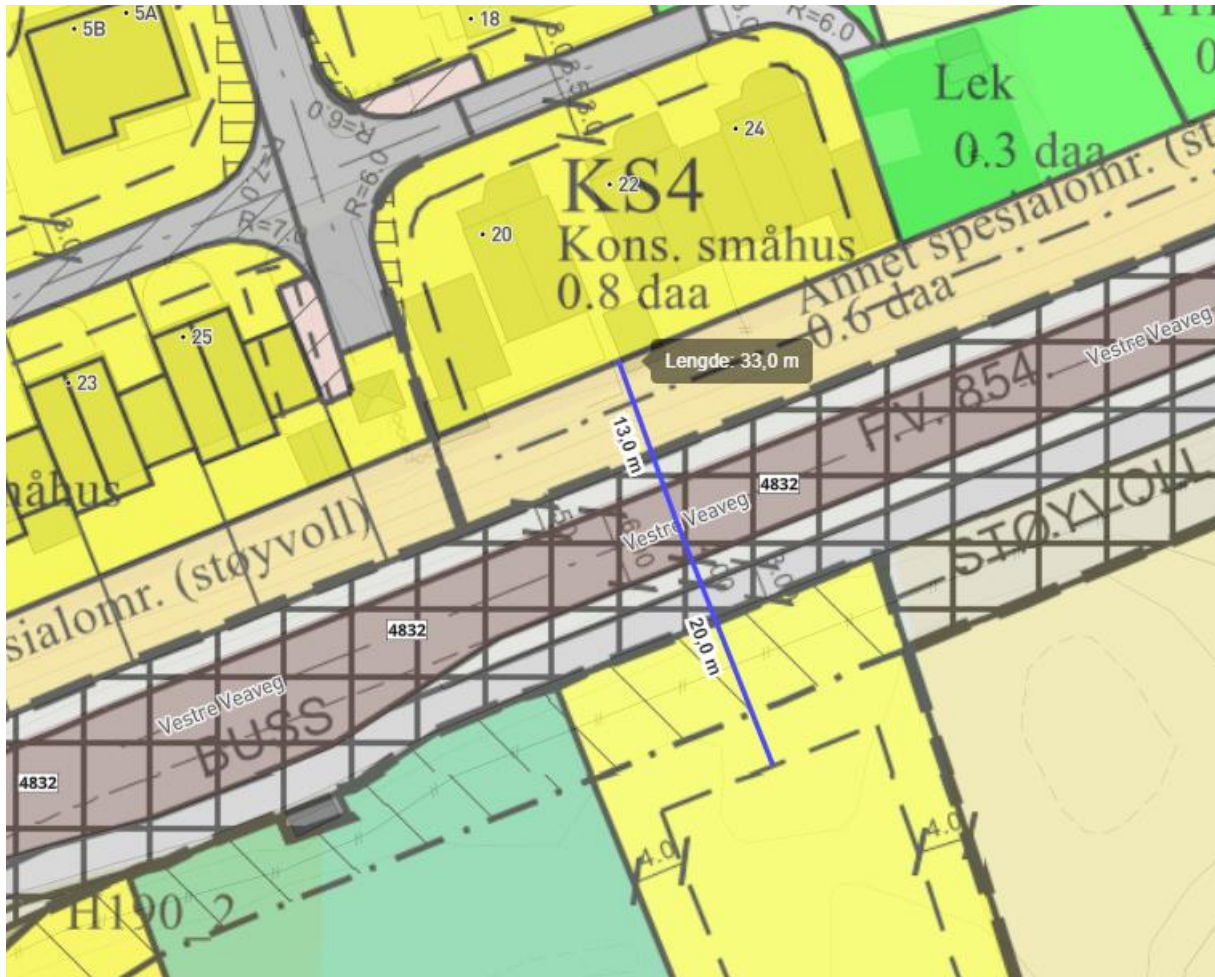 5A
5B
18
R=6.0
Lek
0.3 daa
24
R=6.0
R=6.0
R=7.0
22
KS4
20
Kons. småhus
0.8 daa
Annet spesialomr. (st
0.6 daa
25
23
Lengde: 33,0 m
Vestre Veaveg
F.V. 854
13,0 m
4832
Vestre Veaveg
småhus
STØYVOLL
sialomr. (støyvoll)
4832
20,0 m
Vestre Veaveg
BUSS
4832
4.0
4.0
H190_2